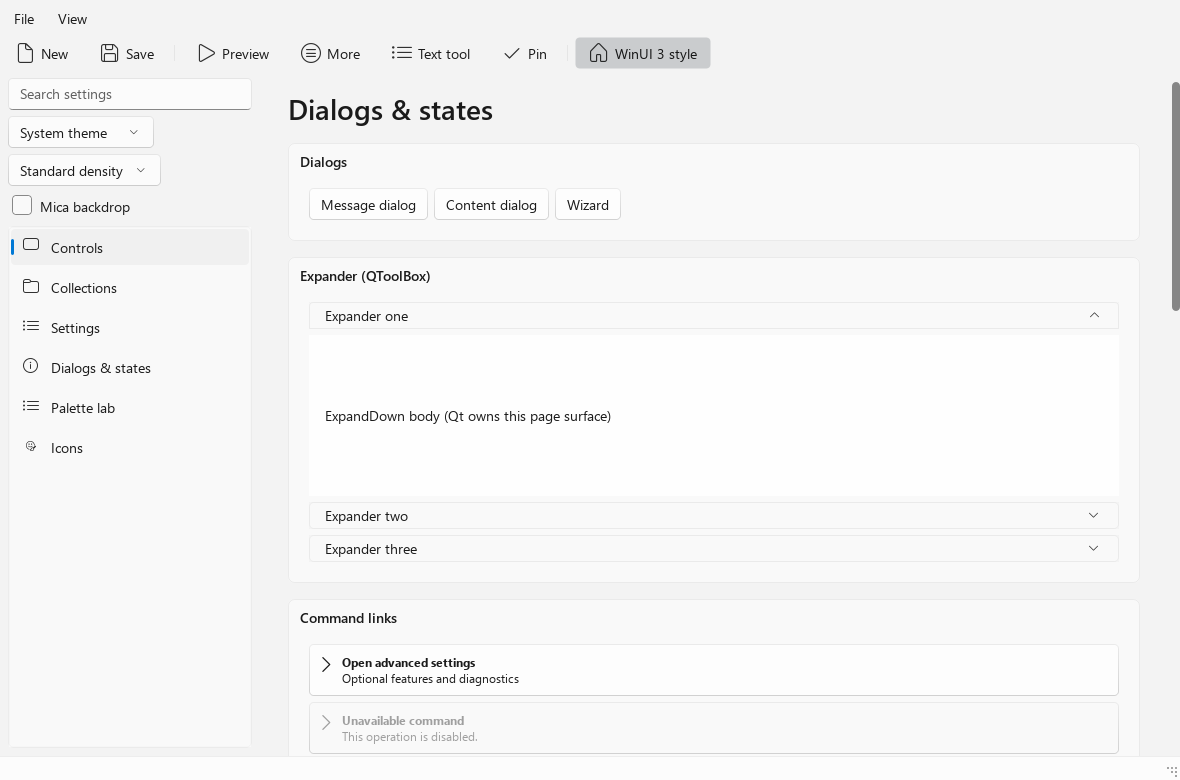 File View
New Save Preview More Text tool Pin WinUI 3 style
Search settings
System theme
Standard density
Mica backdrop
Controls
Collections
Settings
Dialogs & states
Palette lab
Icons
Dialogs & states
Dialogs
Message dialog Content dialog Wizard
Expander (QToolBox)
Expander one
ExpandDown body (Qt owns this page surface)
Expander two
Expander three
Command links
Open advanced settings
Optional features and diagnostics
Unavailable command
This operation is disabled.